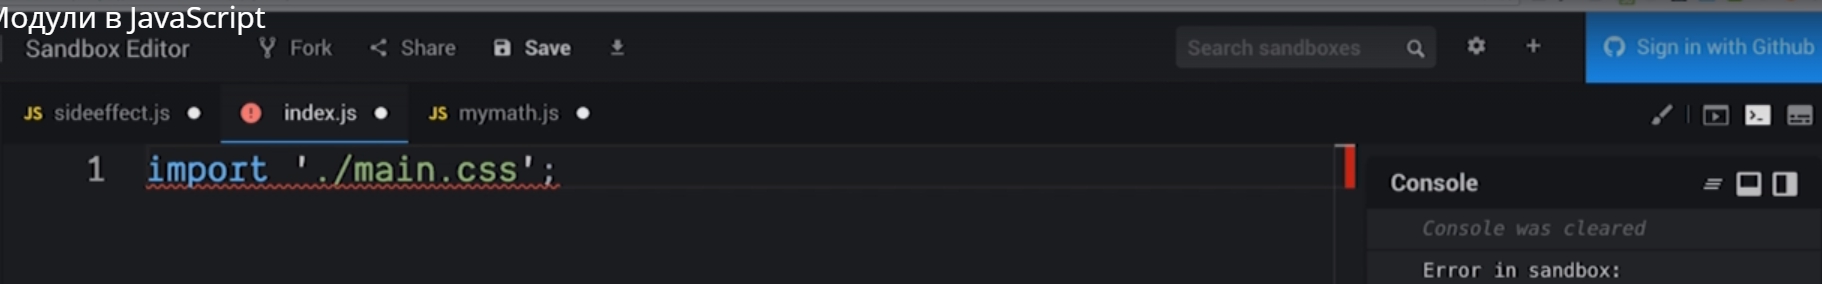 Модули в JavaScript
Sandbox Editor Fork Share Save Search sandboxes Sign in with Github
JS sideeffect.js index.js JS mymath.js
1 import './main.css';
Console
Console was cleared
Error in sandbox: